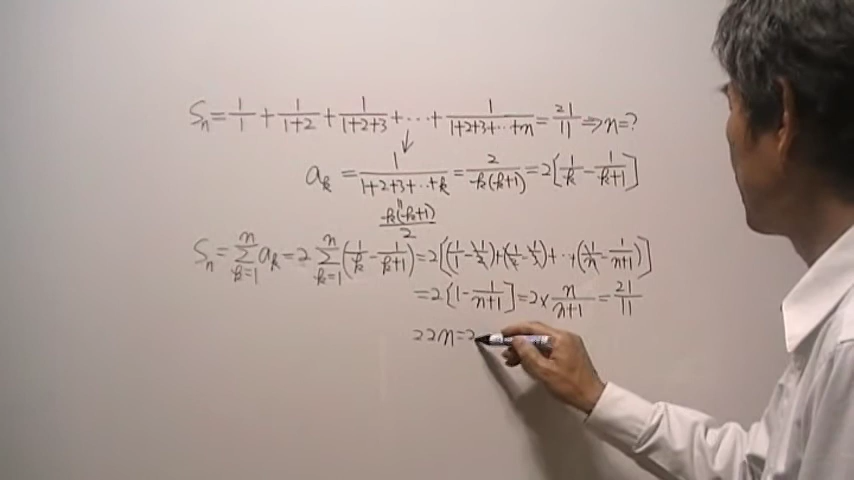 Sₙ = 1/1 + 1/(1+2) + 1/(1+2+3) + ⋯ + 1/(1+2+3+⋯+n) = 21/11 ⇒ n=?
↓
aₖ = 1/(1+2+3+⋯+k) = 2/(k(k+1)) = 2[1/k − 1/(k+1)]
〃
k(k+1)/2
Sₙ = ∑_{k=1}^{n} aₖ = 2 ∑_{k=1}^{n} (1/k − 1/(k+1)) = 2[(1/1 − 1/2) + (1/2 − 1/3) + ⋯ + (1/n − 1/(n+1))]
= 2[1 − 1/(n+1)] = 2 × n/(n+1) = 21/11
22n=2